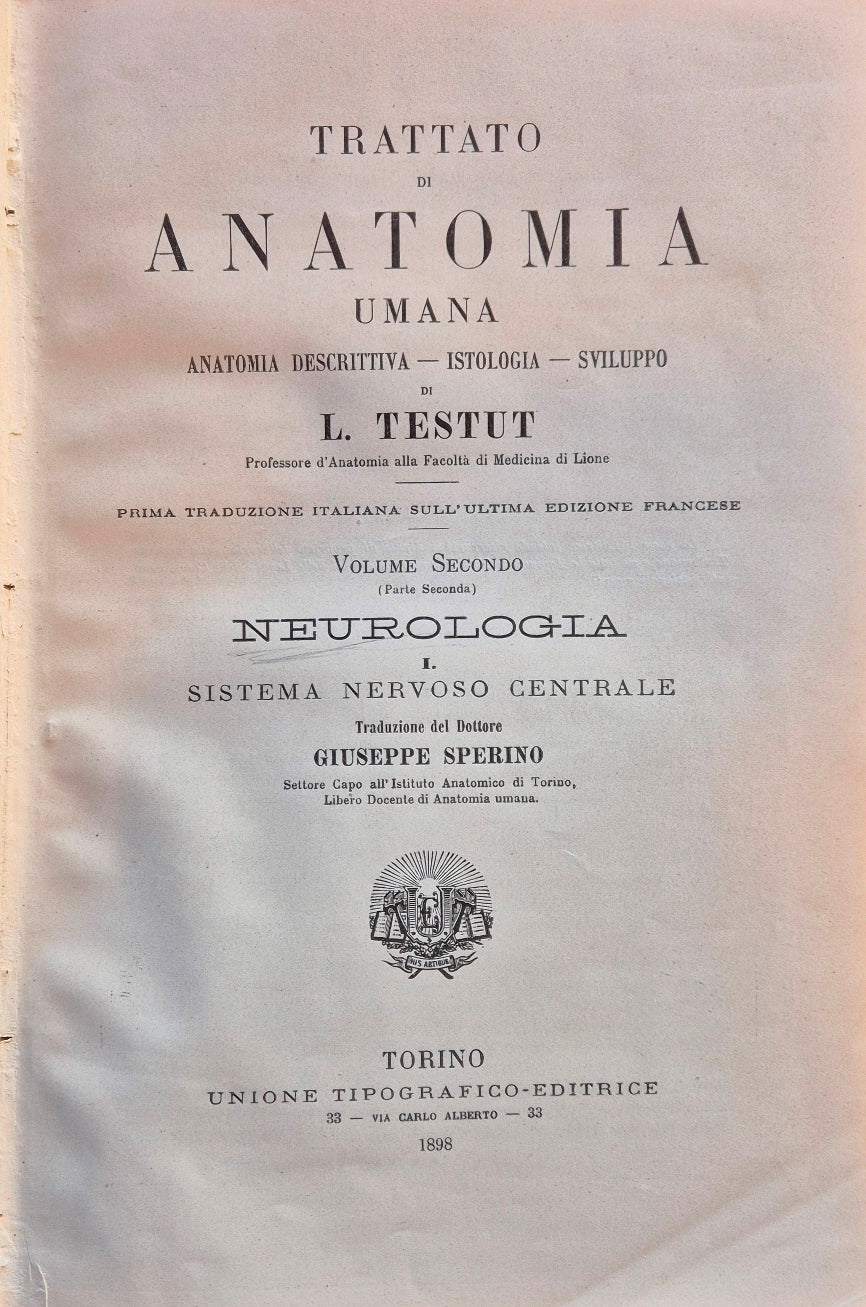 TRATTATO
DI
ANATOMIA
UMANA
ANATOMIA DESCRITTIVA — ISTOLOGIA — SVILUPPO
DI
L. TESTUT
Professore d'Anatomia alla Facoltà di Medicina di Lione
PRIMA TRADUZIONE ITALIANA SULL'ULTIMA EDIZIONE FRANCESE
VOLUME SECONDO
(Parte Seconda)
NEUROLOGIA
I.
SISTEMA NERVOSO CENTRALE
Traduzione del Dottore
GIUSEPPE SPERINO
Settore Capo all'Istituto Anatomico di Torino,
Libero Docente di Anatomia umana.
TORINO
UNIONE TIPOGRAFICO-EDITRICE
33 — VIA CARLO ALBERTO — 33
1898